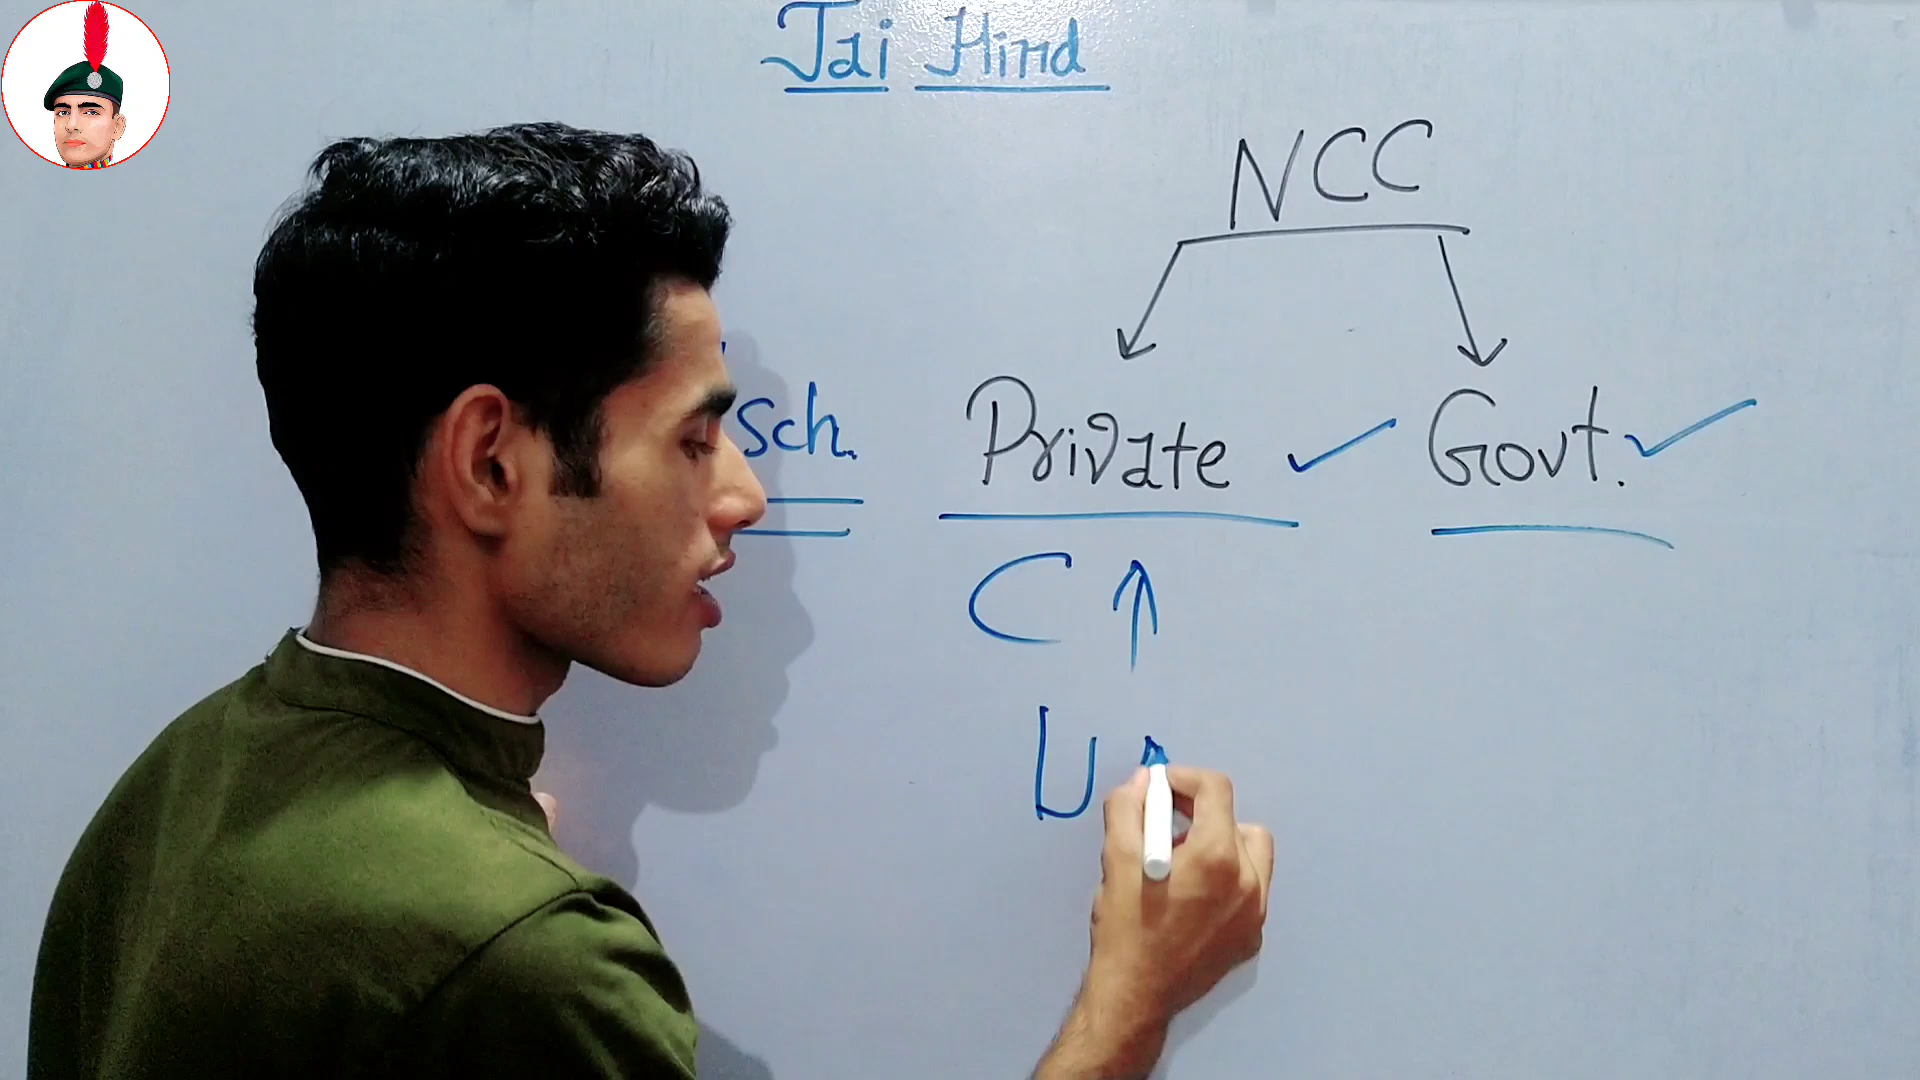 Jai Hind
NCC
Sch. Private ✓ Govt. ✓
C ↑
U